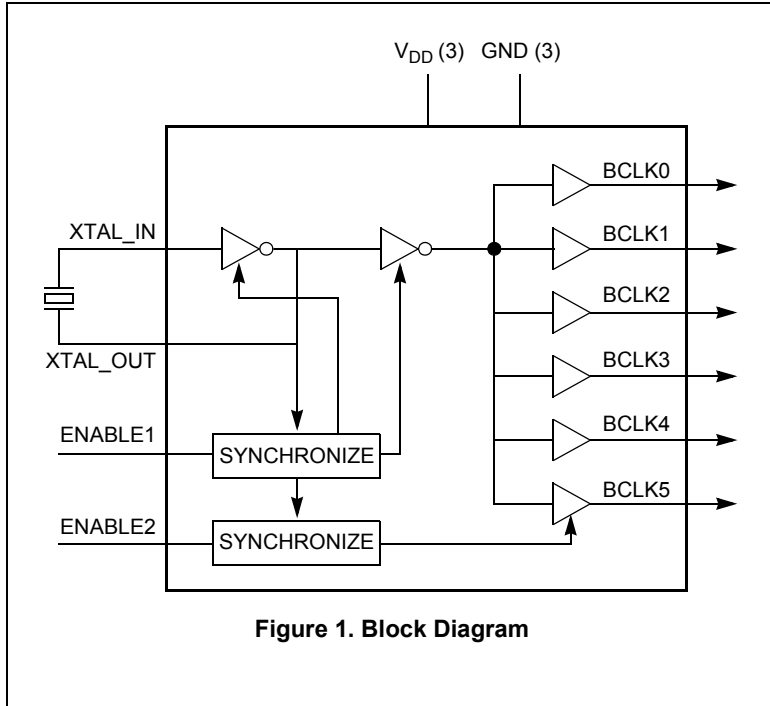 V_DD (3) GND (3)
BCLK0
XTAL_IN
BCLK1
BCLK2
XTAL_OUT
BCLK3
ENABLE1
SYNCHRONIZE
BCLK4
ENABLE2
SYNCHRONIZE
BCLK5
Figure 1. Block Diagram